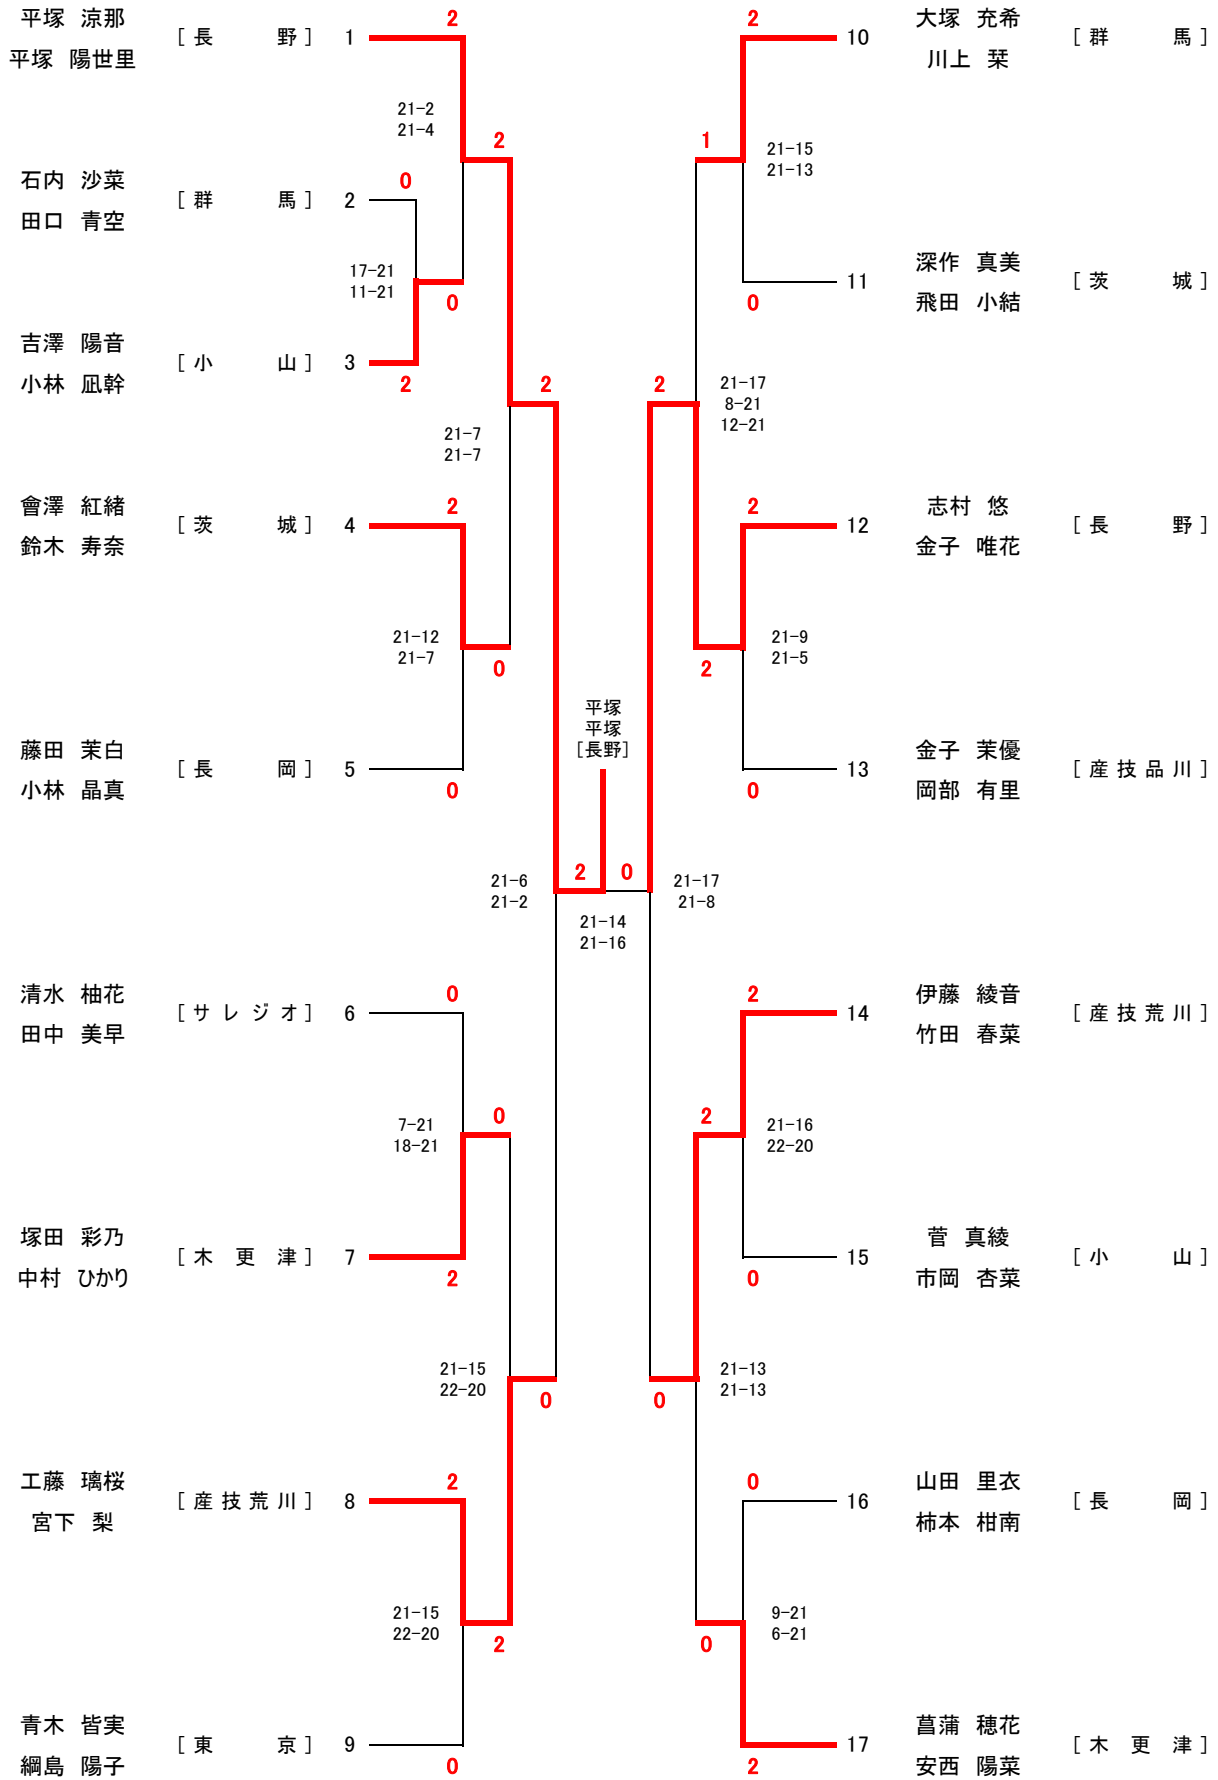 平塚 涼那
平塚 陽世里
[ 長 野 ] 1
2
21-2
21-4
2
石内 沙菜
田口 青空
[ 群 馬 ] 2
0
17-21
11-21
0
吉澤 陽音
小林 凪幹
[ 小 山 ] 3
2
2
21-7
21-7
會澤 紅緒
鈴木 寿奈
[ 茨 城 ] 4
2
21-12
21-7
0
藤田 茉白
小林 晶真
[ 長 岡 ] 5
0
21-6
21-2
清水 柚花
田中 美早
[ サ レ ジ オ ] 6
0
7-21
18-21
0
塚田 彩乃
中村 ひかり
[ 木 更 津 ] 7
2
21-15
22-20
0
工藤 璃桜
宮下 梨
[ 産 技 荒 川 ] 8
2
21-15
22-20
2
青木 皆実
綱島 陽子
[ 東 京 ] 9
0
平塚
平塚
[長野]
2 0
21-14
21-16
2
10
大塚 充希
川上 栞
[ 群 馬 ]
1
21-15
21-13
11
深作 真美
飛田 小結
[ 茨 城 ]
0
2
21-17
8-21
12-21
2
12
志村 悠
金子 唯花
[ 長 野 ]
21-9
21-5
2
13
金子 茉優
岡部 有里
[ 産 技 品 川 ]
0
21-17
21-8
2
14
伊藤 綾音
竹田 春菜
[ 産 技 荒 川 ]
2
21-16
22-20
15
菅 真綾
市岡 杏菜
[ 小 山 ]
0
21-13
21-13
0
0
16
山田 里衣
柿本 柑南
[ 長 岡 ]
9-21
6-21
0
17
菖蒲 穂花
安西 陽菜
[ 木 更 津 ]
2